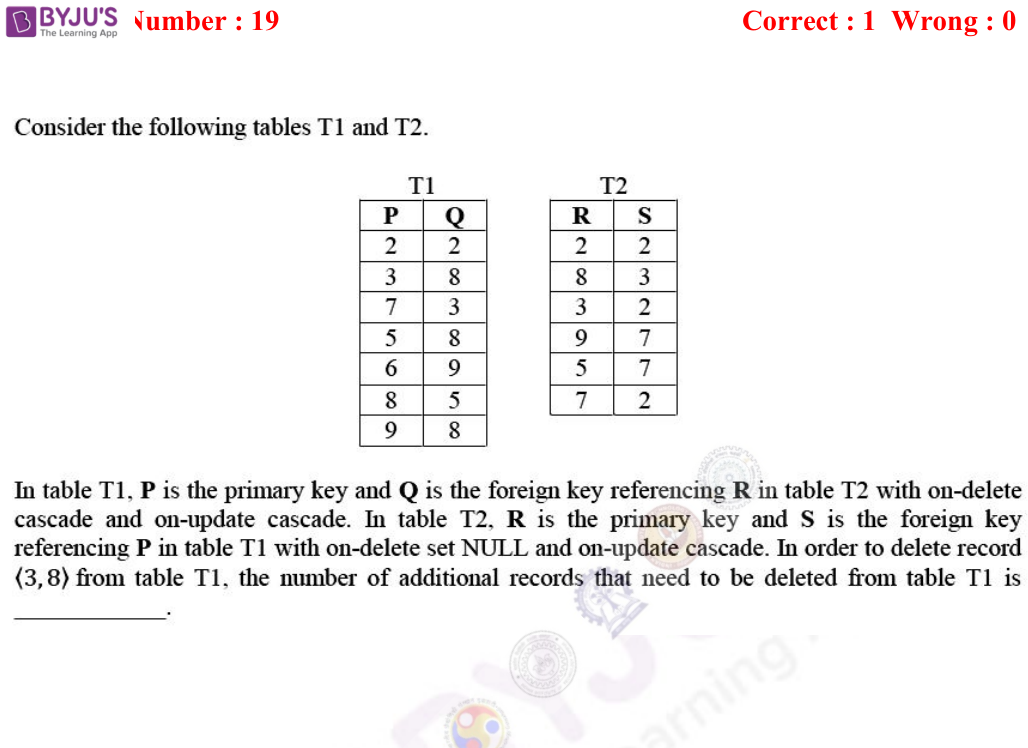 BYJU'S
The Learning App
Number : 19 Correct : 1 Wrong : 0
Consider the following tables T1 and T2.
T1 T2
P Q R S
2 2 2 2
3 8 8 3
7 3 3 2
5 8 9 7
6 9 5 7
8 5 7 2
9 8
In table T1, P is the primary key and Q is the foreign key referencing R in table T2 with on-delete
cascade and on-update cascade. In table T2, R is the primary key and S is the foreign key
referencing P in table T1 with on-delete set NULL and on-update cascade. In order to delete record
⟨3, 8⟩ from table T1, the number of additional records that need to be deleted from table T1 is
____________.